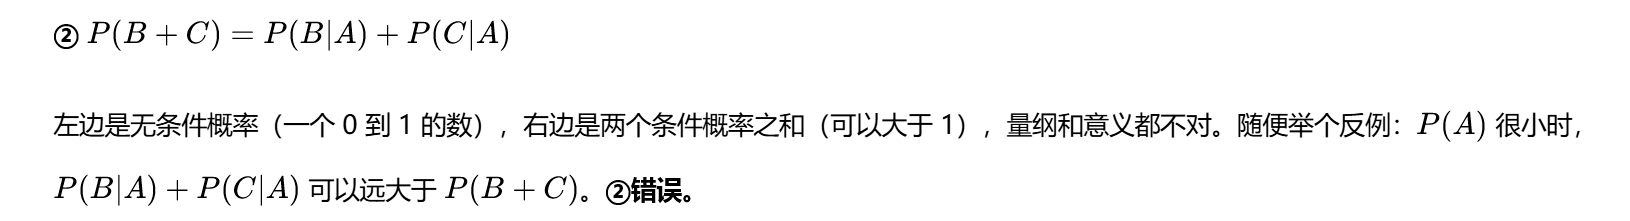 ② P(B + C) = P(B|A) + P(C|A)
左边是无条件概率（一个 0 到 1 的数），右边是两个条件概率之和（可以大于 1），量纲和意义都不对。随便举个反例：P(A) 很小时，
P(B|A) + P(C|A) 可以远大于 P(B + C)。②错误。